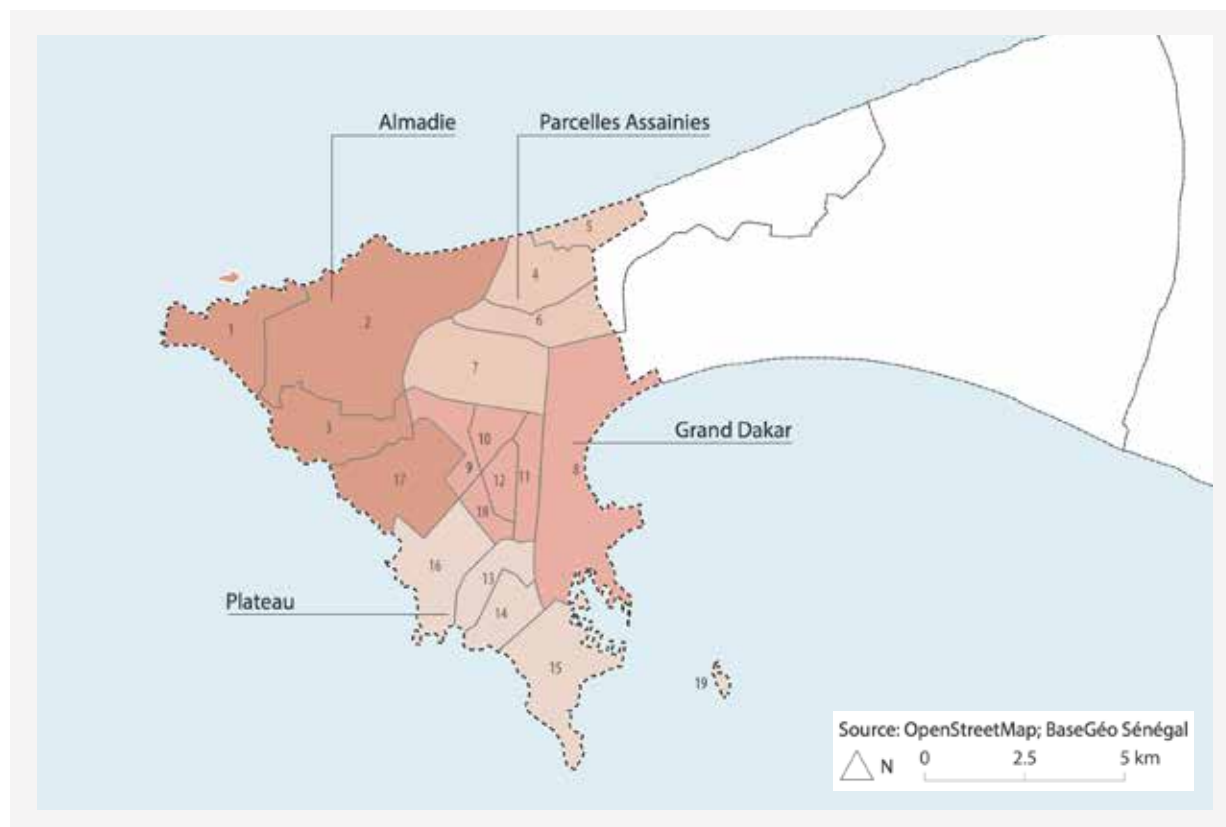 Almadie
Parcelles Assainies
5
4
1
2
6
7
Grand Dakar
3
10
9
8
17
12
11
18
16
13
Plateau
14
15
19
Source: OpenStreetMap; BaseGéo Sénégal
N
0 2.5 5 km